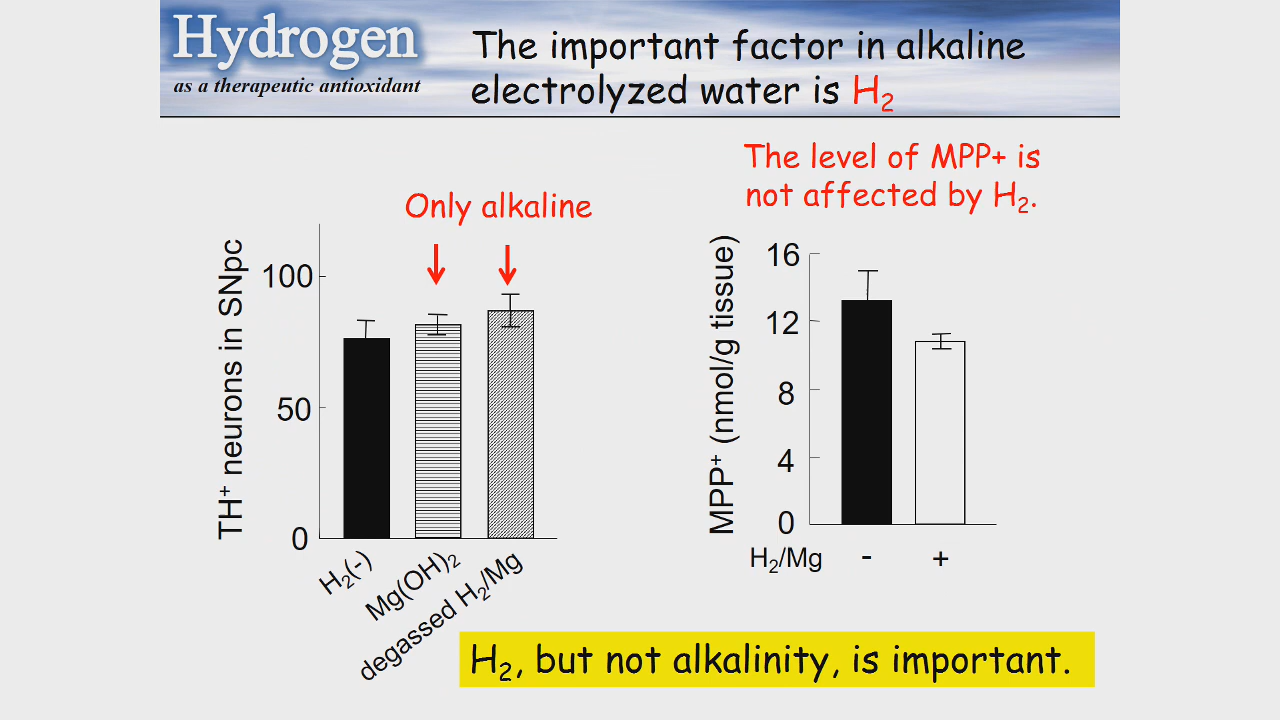 Hydrogen
as a therapeutic antioxidant
The important factor in alkaline
electrolyzed water is H₂
The level of MPP+ is
not affected by H₂.
Only alkaline
TH⁺ neurons in SNpc
100
50
0
H₂(-)
Mg(OH)₂
degassed H₂/Mg
MPP⁺ (nmol/g tissue)
16
12
8
4
0
H₂/Mg - +
H₂, but not alkalinity, is important.